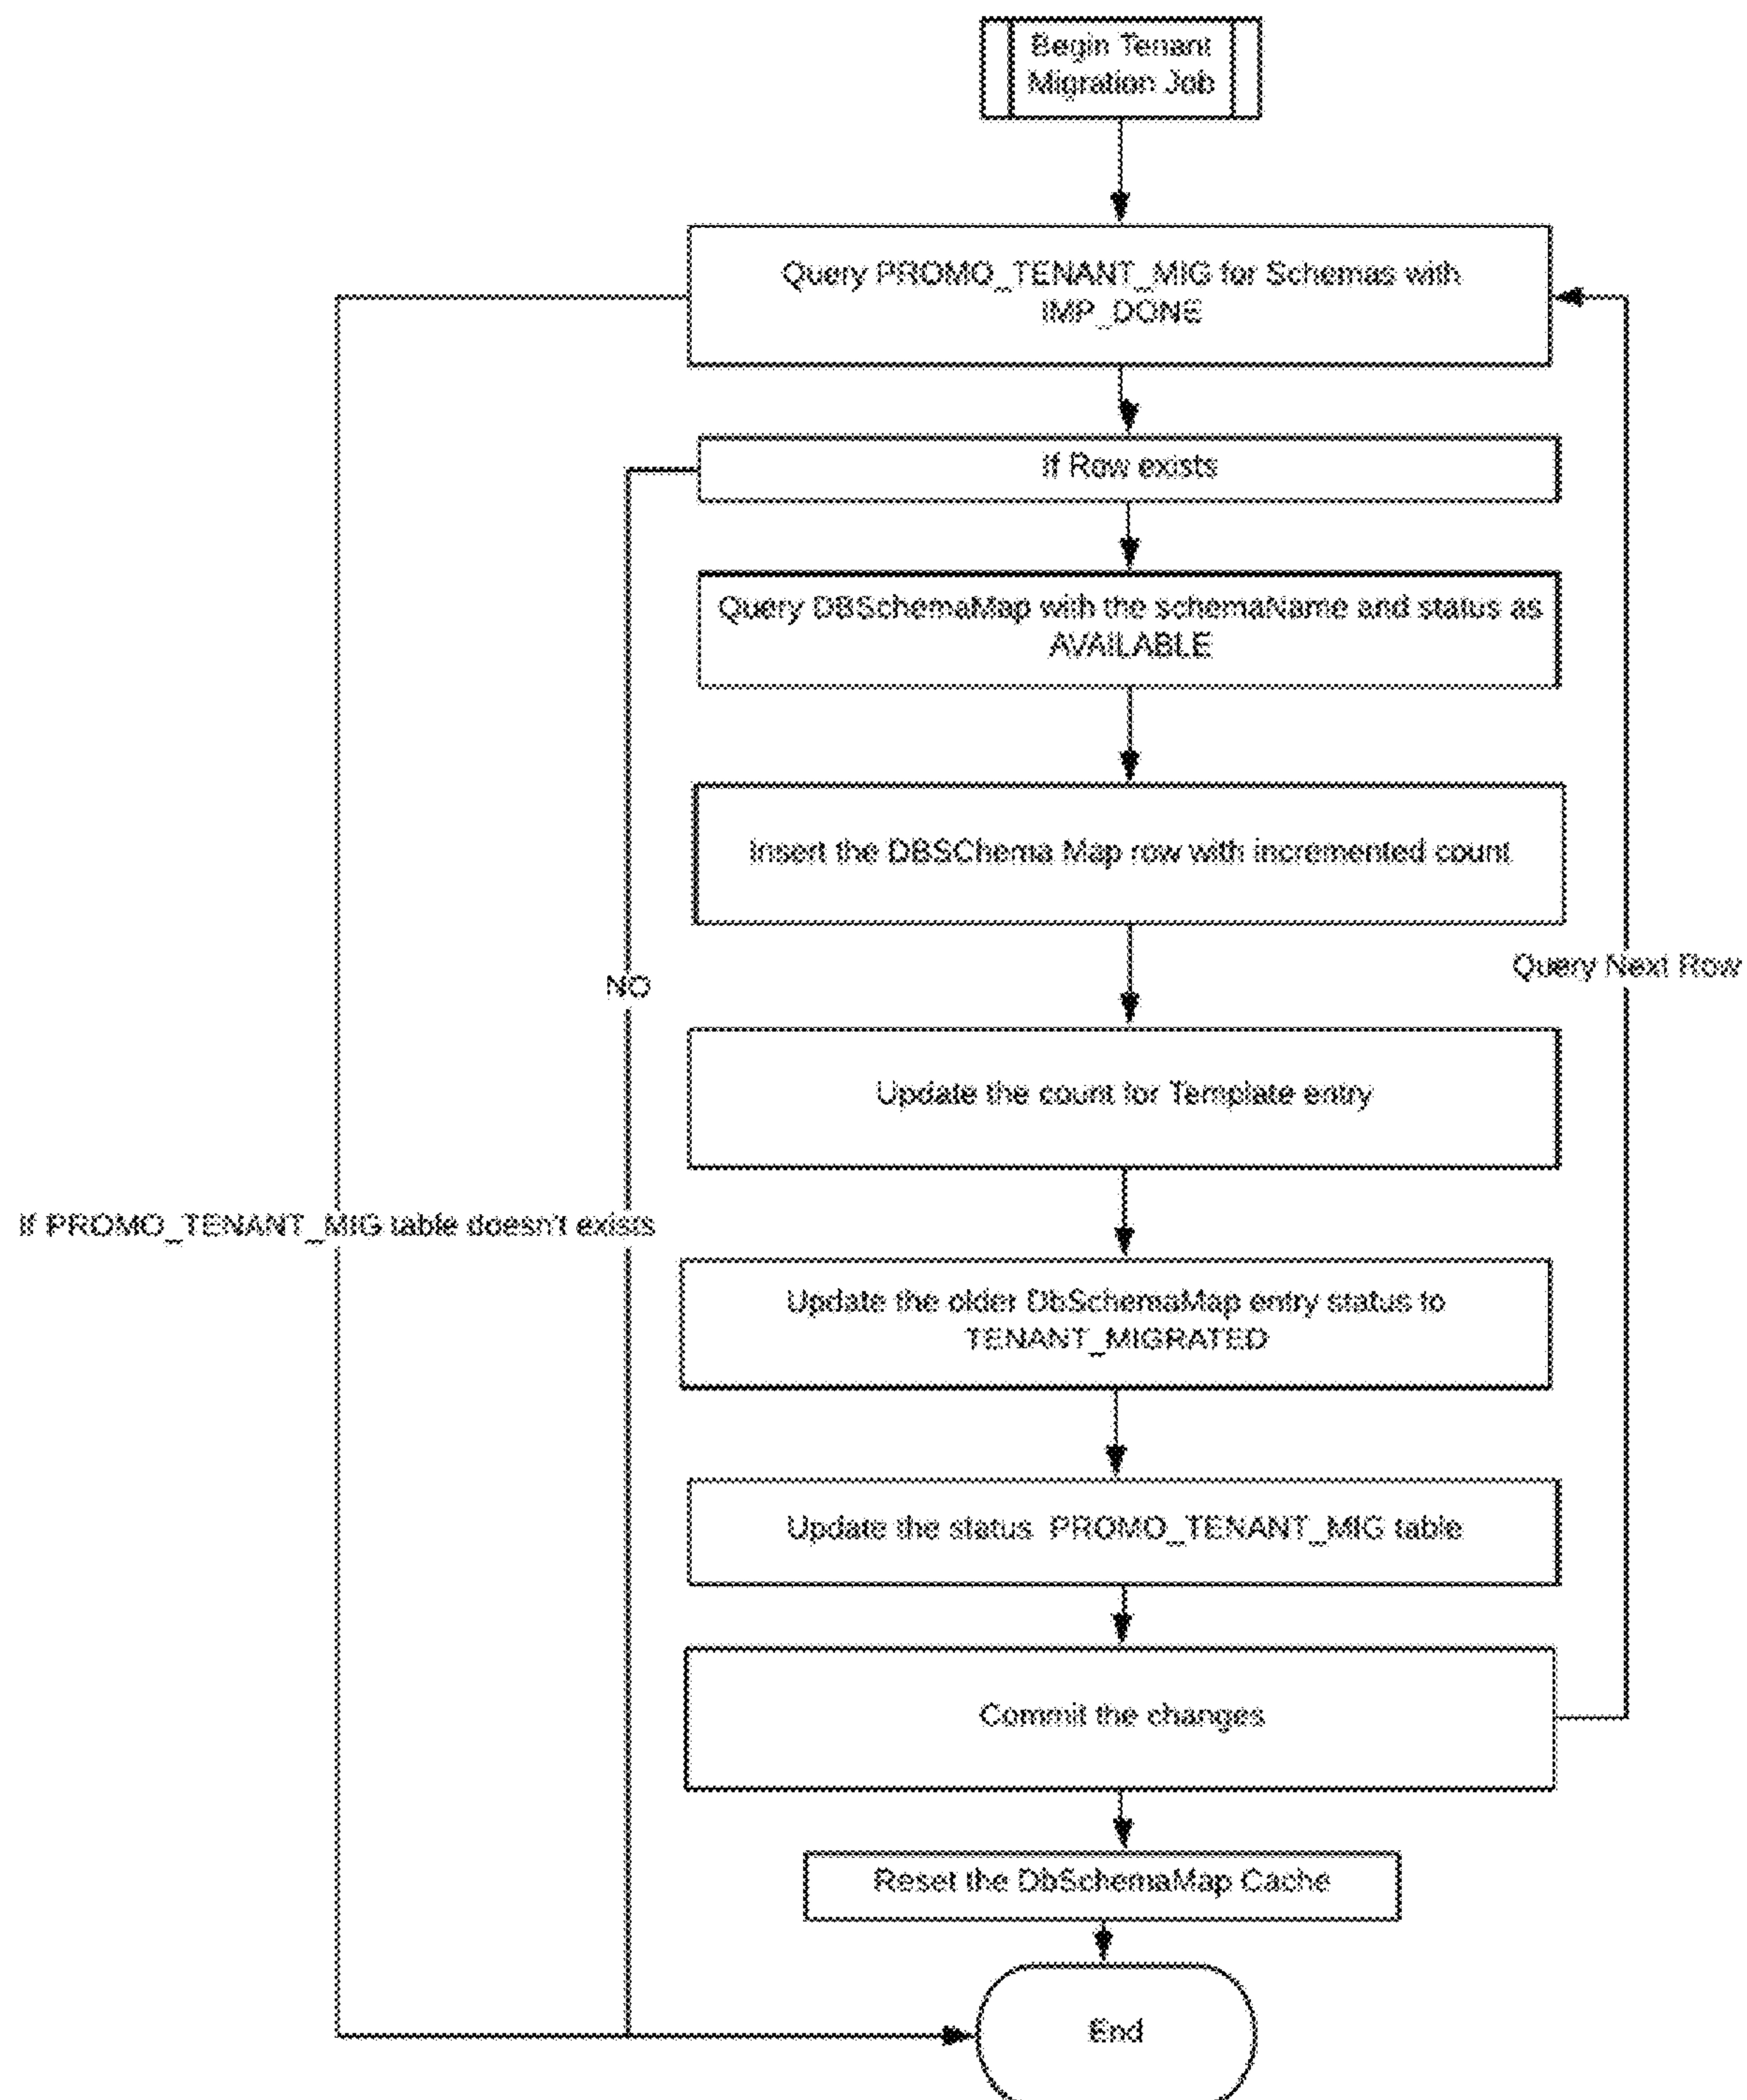 Begin Tenant
Migration Job
Query PROMO_TENANT_MIG for Schemas with
IMP_DONE
if Row exists
Query DBSchemaMap with the schemaName and status as
AVAILABLE
Insert the DBSChema Map row with incremented count
Query Next Row
NO
Update the count for Template entry
If PROMO_TENANT_MIG table doesn't exists
Update the older DbSchemaMap entry status to
TENANT_MIGRATED
Update the status PROMO_TENANT_MIG table
Commit the changes
Reset the DbSchemaMap Cache
End